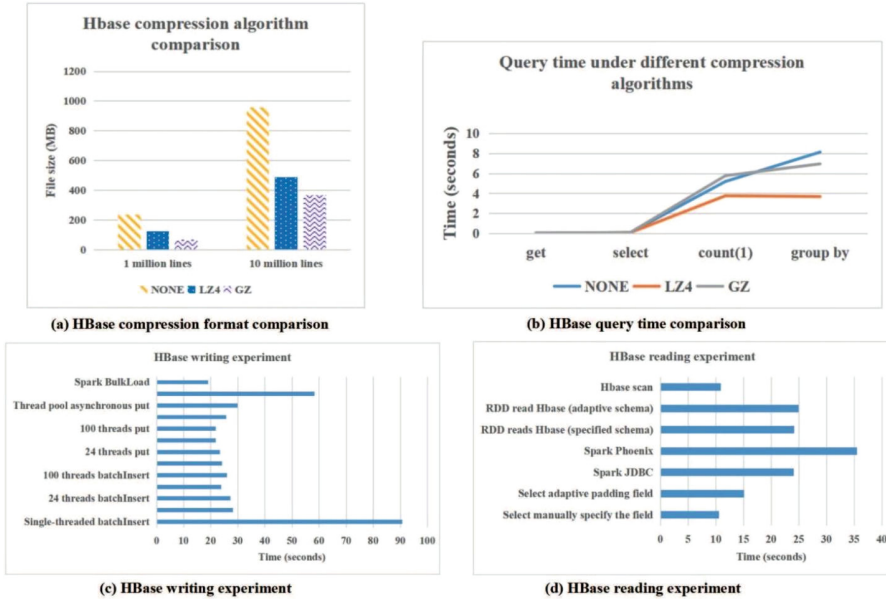 Hbase compression algorithm
comparison
1200
1000
800
600
400
200
0
File size (MB)
1 million lines
10 million lines
NONE
LZ4
GZ
(a) HBase compression format comparison
Query time under different compression
algorithms
10
8
6
4
2
0
Time (seconds)
get
select
count(1)
group by
NONE
LZ4
GZ
(b) HBase query time comparison
HBase writing experiment
Spark BulkLoad
Thread pool asynchronous put
100 threads put
24 threads put
100 threads batchInsert
24 threads batchInsert
Single-threaded batchInsert
0 10 20 30 40 50 60 70 80 90 100
Time (seconds)
(c) HBase writing experiment
HBase reading experiment
Hbase scan
RDD read Hbase (adaptive schema)
RDD reads Hbase (specified schema)
Spark Phoenix
Spark JDBC
Select adaptive padding field
Select manually specify the field
0 5 10 15 20 25 30 35 40
Time (seconds)
(d) HBase reading experiment